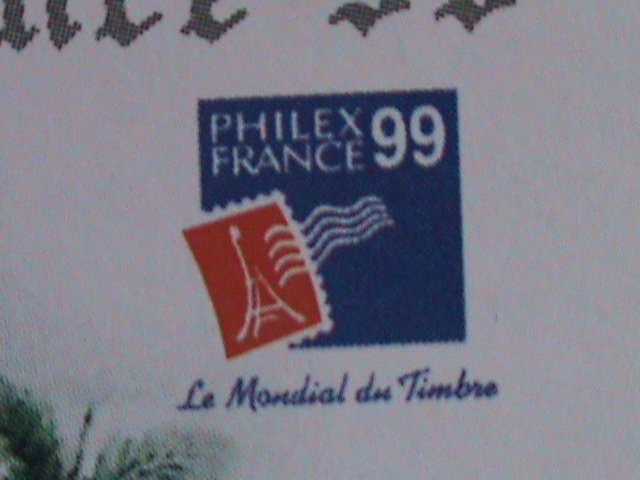 PHILEX
FRANCE 99
Le Mondial du Timbre